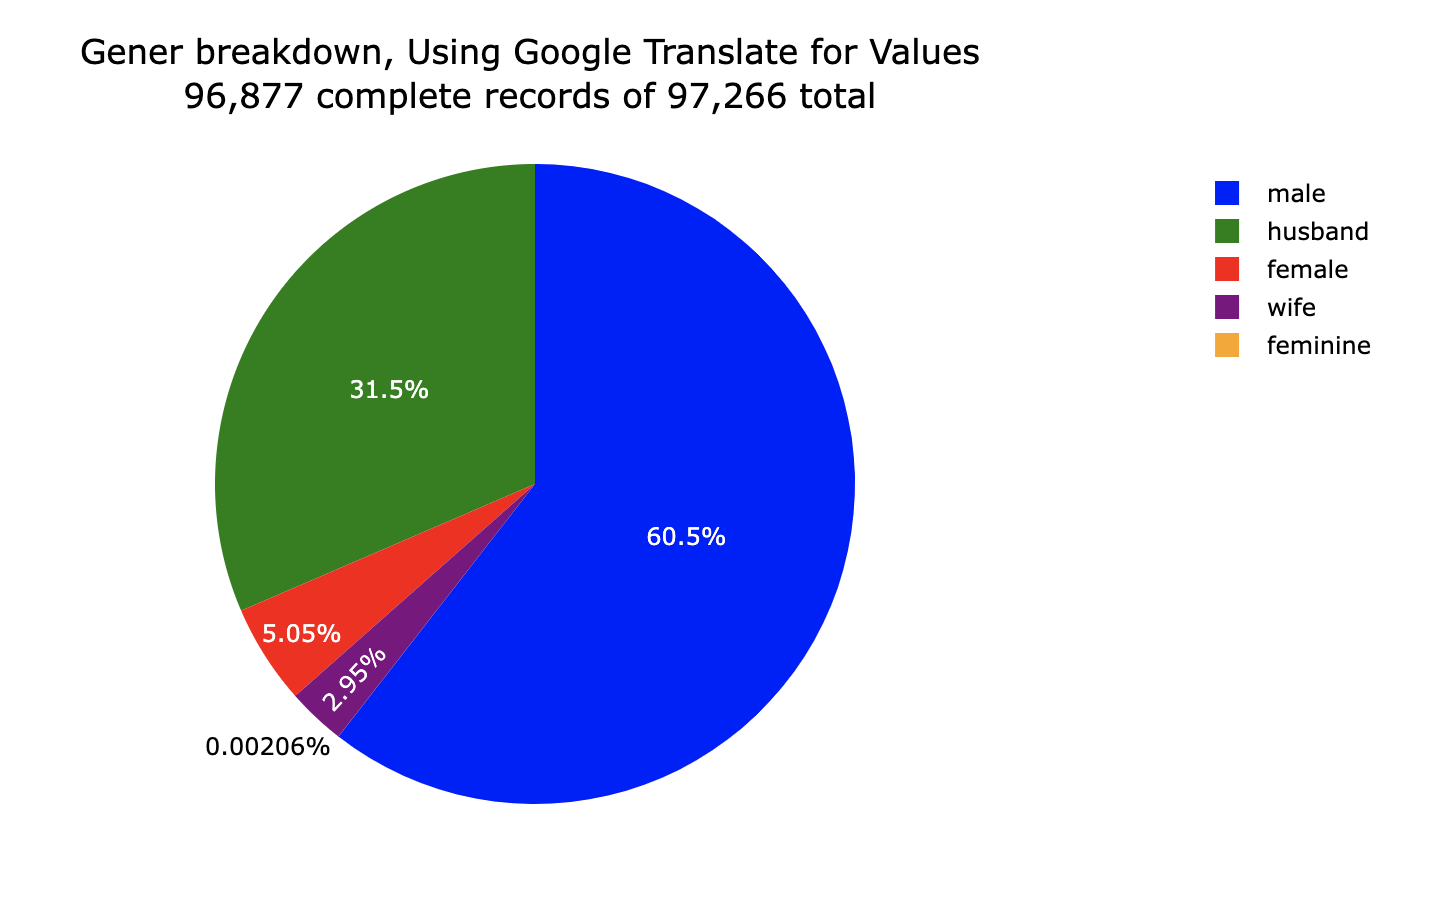 Gener breakdown, Using Google Translate for Values
96,877 complete records of 97,266 total
male
husband
female
wife
feminine
31.5%
60.5%
5.05%
2.95%
0.00206%